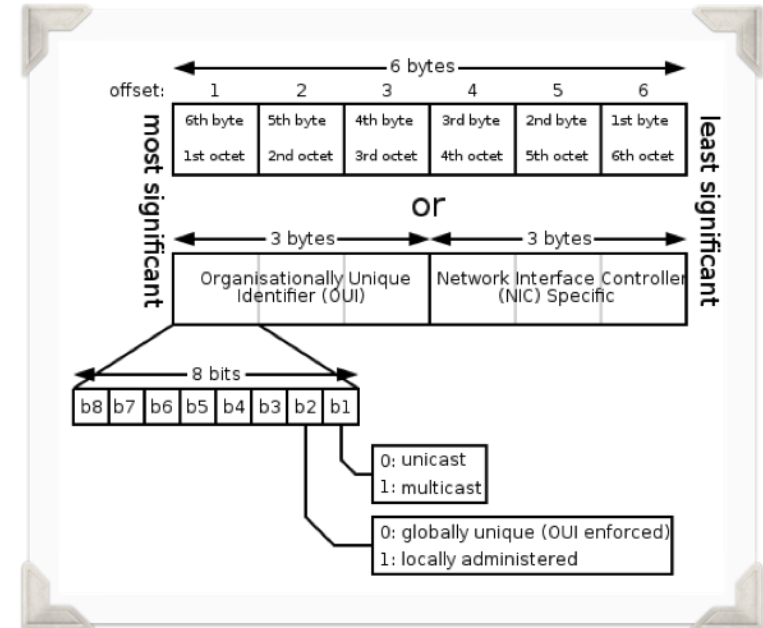 6 bytes
offset: 1 2 3 4 5 6
most significant
6th byte 5th byte 4th byte 3rd byte 2nd byte 1st byte
1st octet 2nd octet 3rd octet 4th octet 5th octet 6th octet
least significant
or
3 bytes 3 bytes
Organisationally Unique
Identifier (OUI)
Network Interface Controller
(NIC) Specific
8 bits
b8 b7 b6 b5 b4 b3 b2 b1
0: unicast
1: multicast
0: globally unique (OUI enforced)
1: locally administered